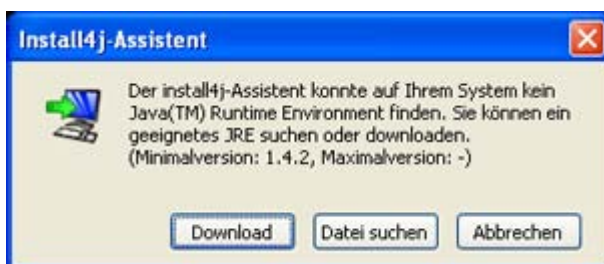 Install4j-Assistent
Der install4j-Assistent konnte auf Ihrem System kein
Java(TM) Runtime Environment finden. Sie können ein
geeignetes JRE suchen oder downloaden.
(Minimalversion: 1.4.2, Maximalversion: -)
Download Datei suchen Abbrechen